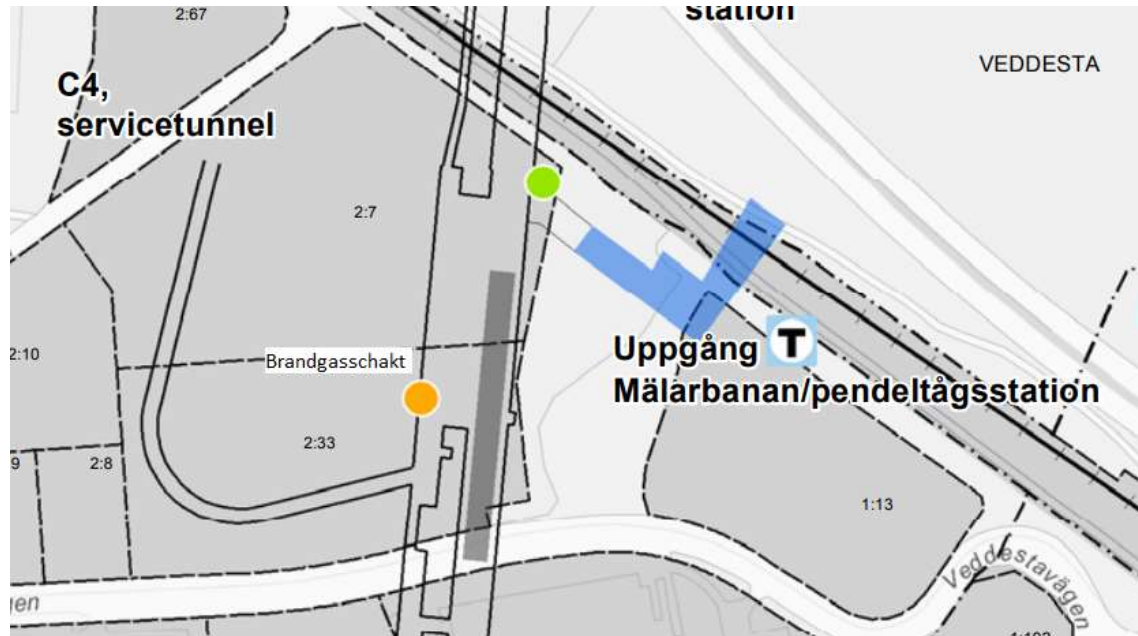 2:67
station
VEDDESTA
C4,
servicetunnel
2:7
2:10
Brandgasschakt
Uppgång T
Mälarbanan/pendeltågsstation
2:33
2:8
9
1:13
Veddestavägen